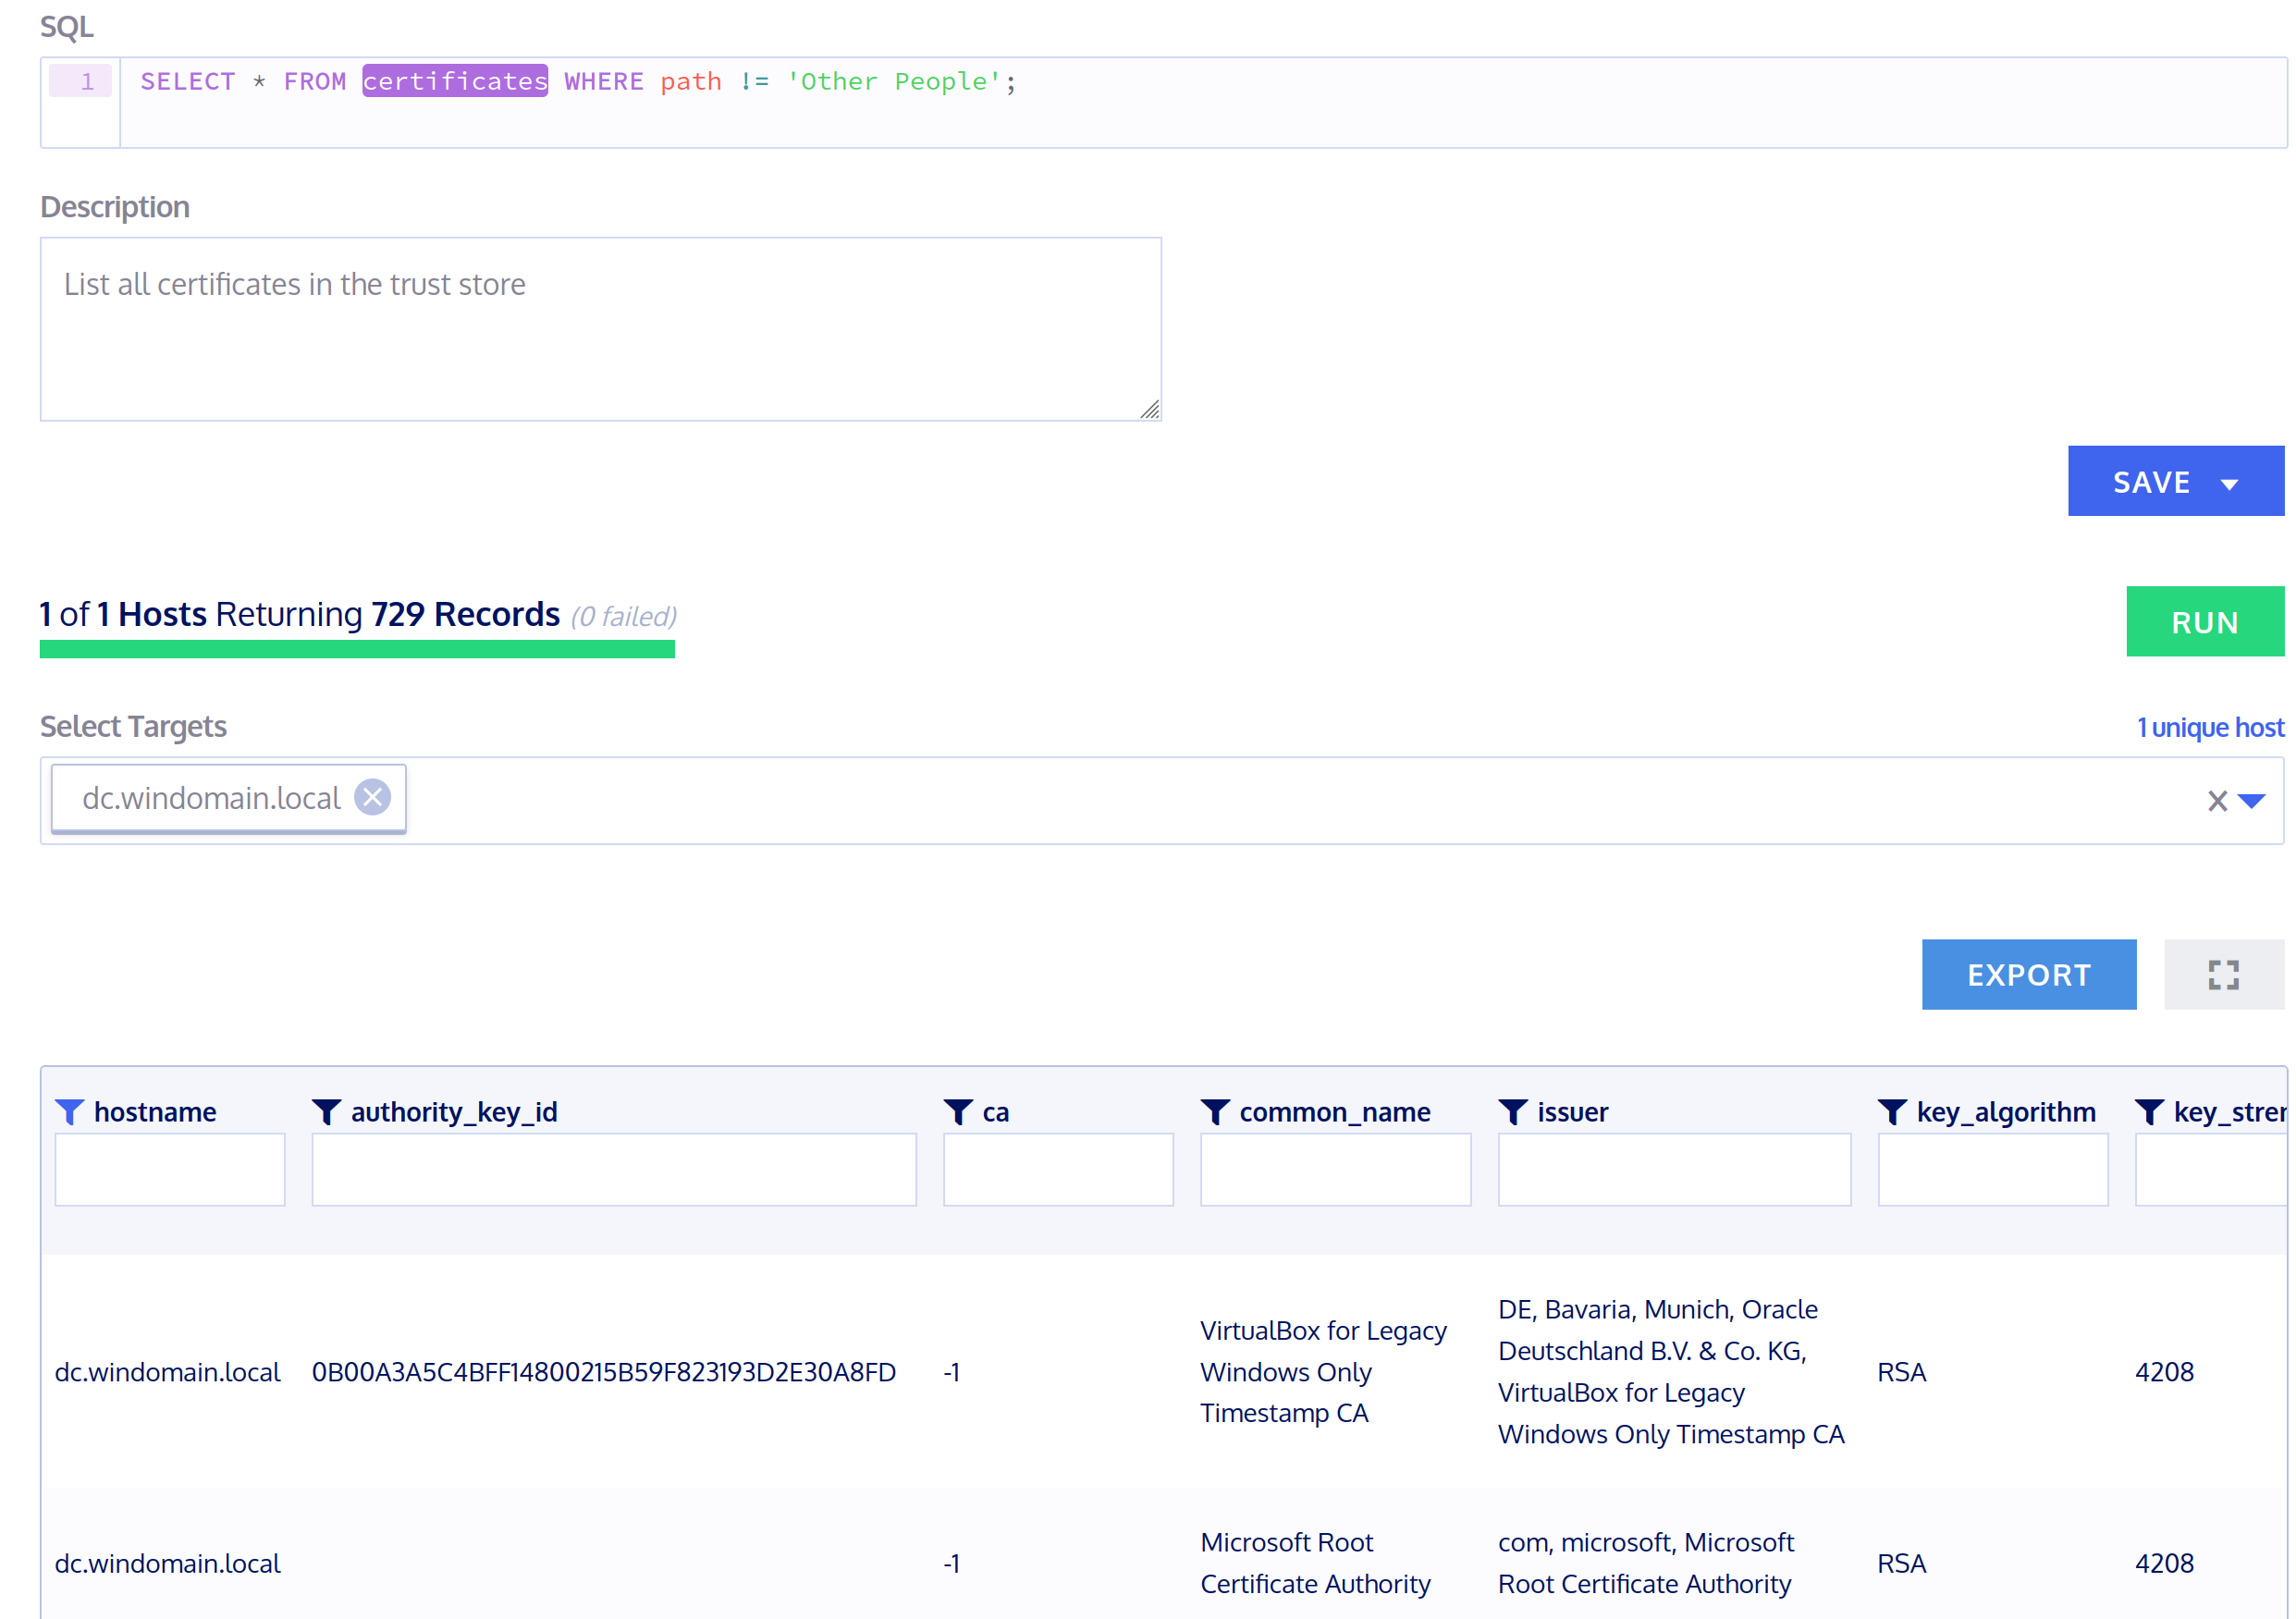 SQL
1 SELECT * FROM certificates WHERE path != 'Other People';
Description
List all certificates in the trust store
SAVE
1 of 1 Hosts Returning 729 Records (0 failed)
RUN
Select Targets
1 unique host
dc.windomain.local
EXPORT
hostname authority_key_id ca common_name issuer key_algorithm key_stren
dc.windomain.local 0B00A3A5C4BFF14800215B59F823193D2E30A8FD -1 VirtualBox for Legacy
Windows Only
Timestamp CA
DE, Bavaria, Munich, Oracle
Deutschland B.V. & Co. KG,
VirtualBox for Legacy
Windows Only Timestamp CA
RSA 4208
dc.windomain.local -1 Microsoft Root
Certificate Authority
com, microsoft, Microsoft
Root Certificate Authority
RSA 4208